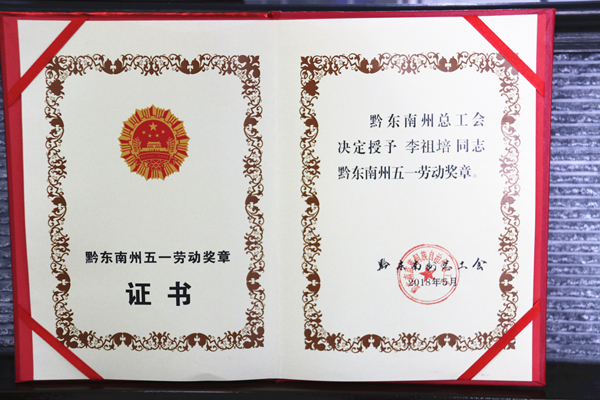 黔东南州五一劳动奖章
证书
黔东南州总工会
决定授予 李祖培 同志
黔东南州五一劳动奖章。
黔东南州总工会
2018年5月